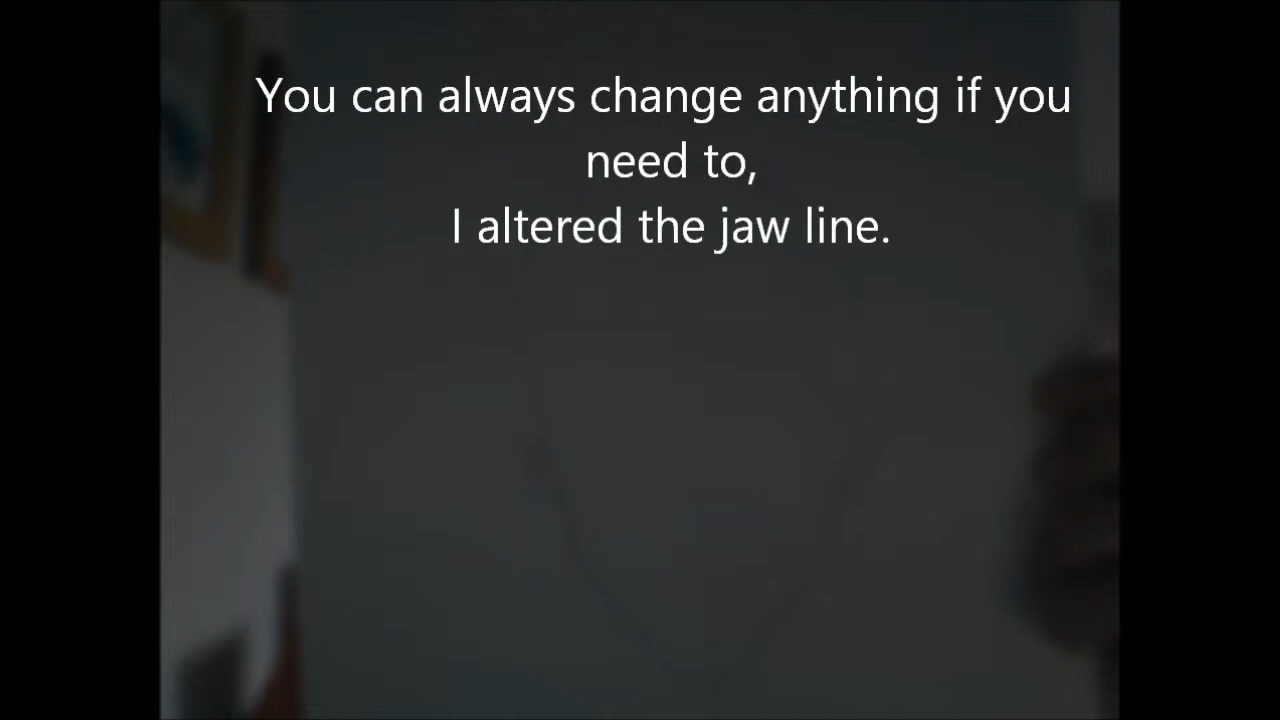 You can always change anything if you
need to,
I altered the jaw line.